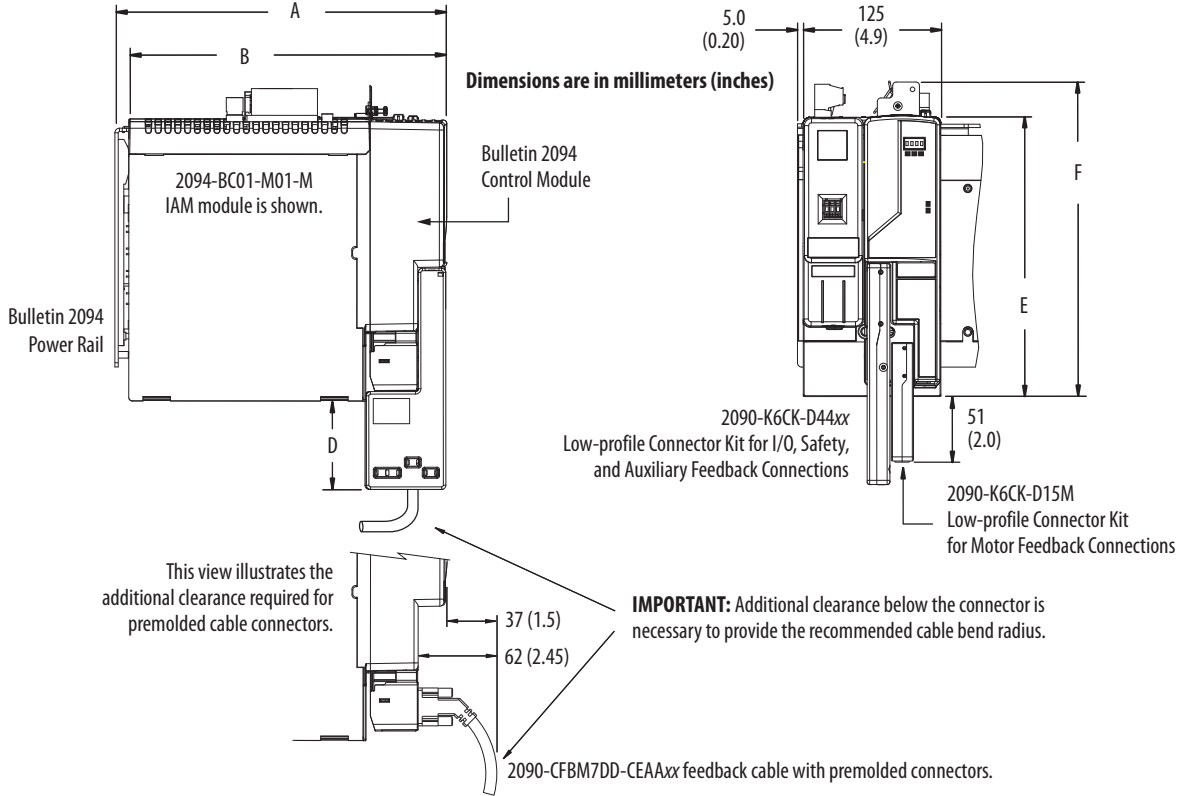 A
B
5.0
(0.20)
125
(4.9)
Dimensions are in millimeters (inches)
2094-BC01-M01-M
IAM module is shown.
Bulletin 2094
Control Module
F
E
Bulletin 2094
Power Rail
D
2090-K6CK-D44xx
Low-profile Connector Kit for I/O, Safety,
and Auxiliary Feedback Connections
51
(2.0)
2090-K6CK-D15M
Low-profile Connector Kit
for Motor Feedback Connections
This view illustrates the
additional clearance required for
premolded cable connectors.
37 (1.5)
62 (2.45)
IMPORTANT: Additional clearance below the connector is
necessary to provide the recommended cable bend radius.
2090-CFBM7DD-CEAAxx feedback cable with premolded connectors.